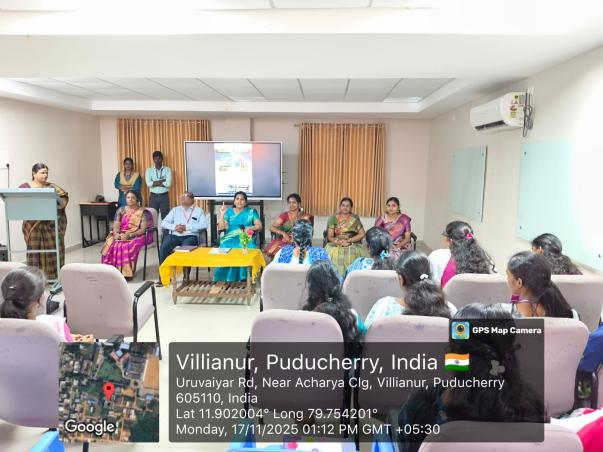 GPS Map Camera
Villianur, Puducherry, India
Uruvaiyar Rd, Near Acharya Clg, Villianur, Puducherry
605110, India
Lat 11.902004° Long 79.754201°
Monday, 17/11/2025 01:12 PM GMT +05:30
Google